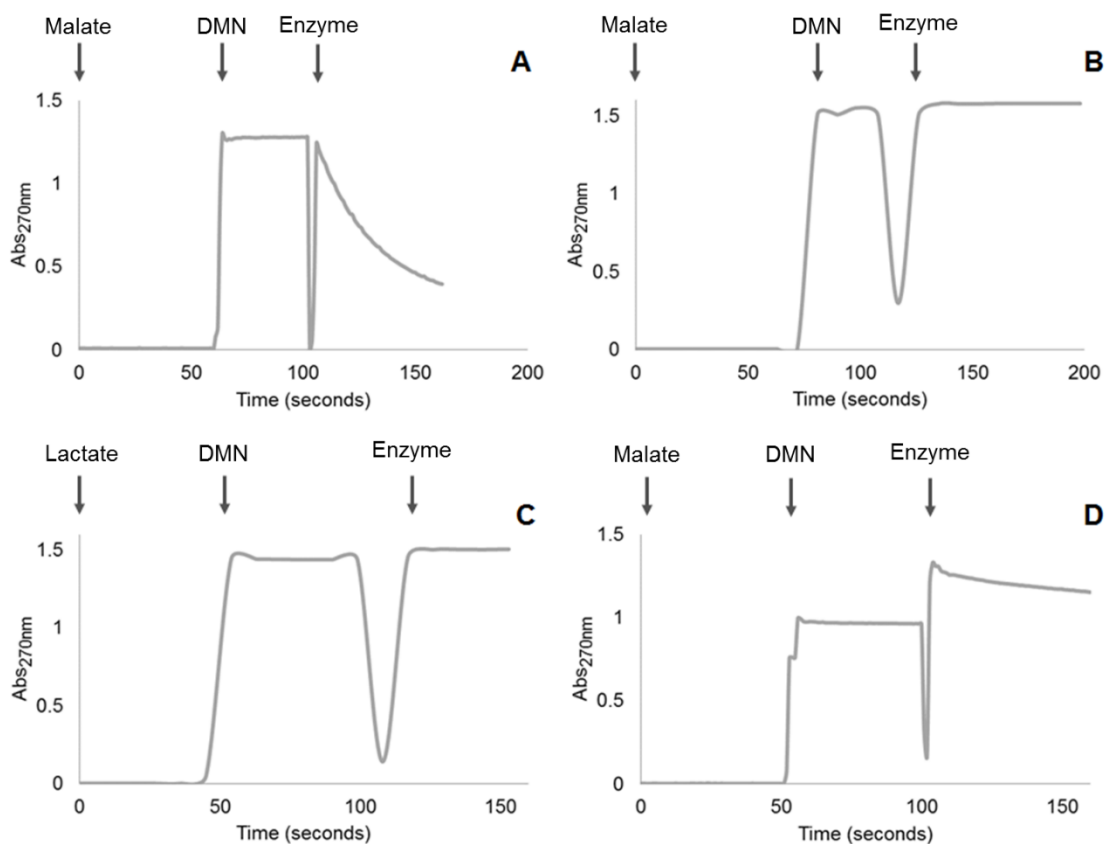 Malate DMN Enzyme
A
1.5
1
0.5
0
Abs270nm
0 50 100 150 200
Time (seconds)
Malate DMN Enzyme
B
1.5
1
0.5
0
Abs270nm
0 50 100 150 200
Time (seconds)
Lactate DMN Enzyme
C
1.5
1
0.5
0
Abs270nm
0 50 100 150
Time (seconds)
Malate DMN Enzyme
D
1.5
1
0.5
0
Abs270nm
0 50 100 150
Time (seconds)